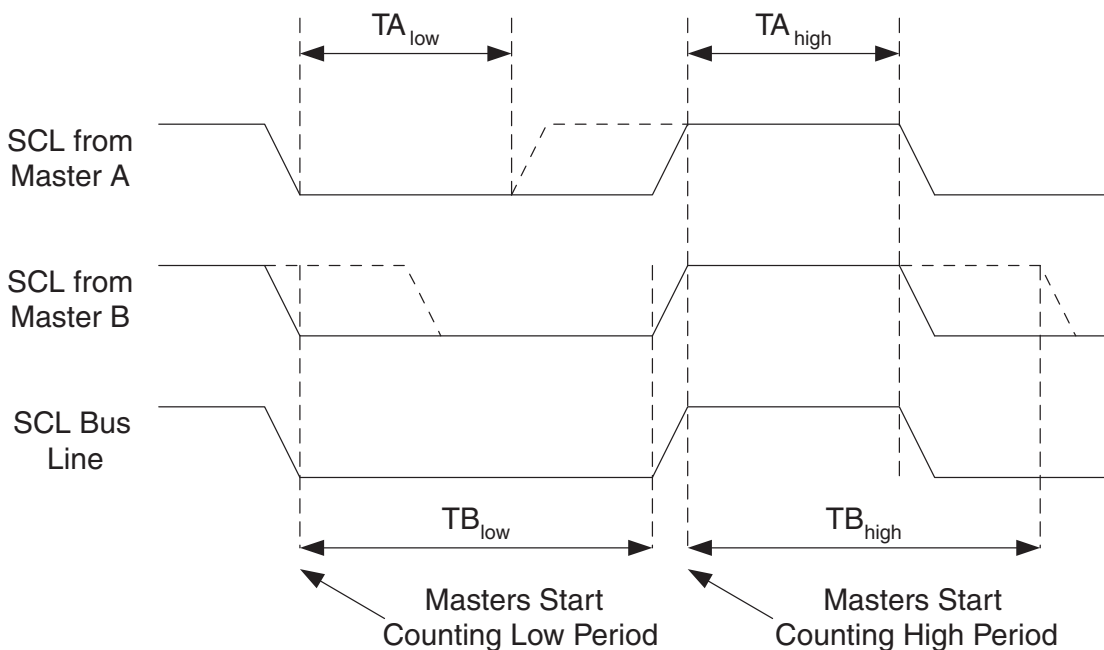 TA low
TA high
SCL from
Master A
SCL from
Master B
SCL Bus
Line
TB low
TB high
Masters Start
Counting Low Period
Masters Start
Counting High Period